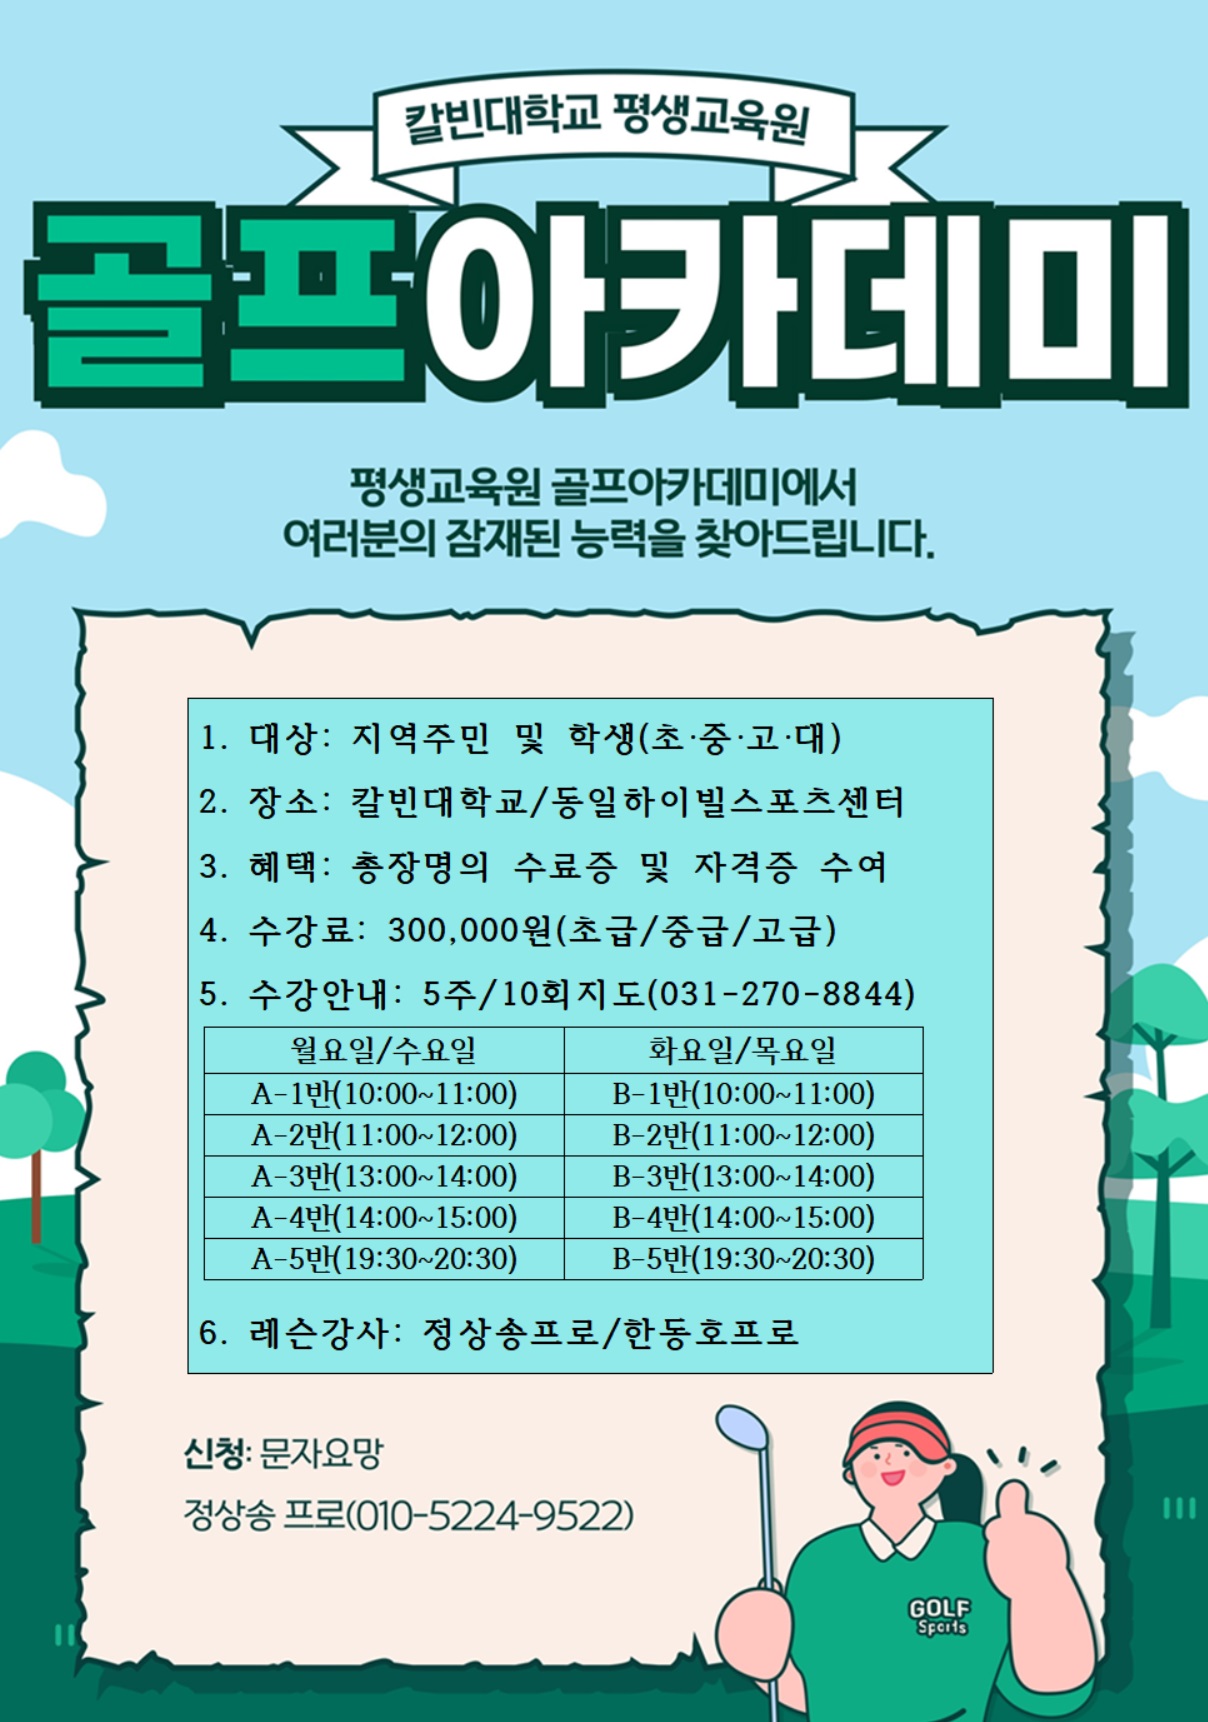 칼빈대학교 평생교육원
골프아카데미
평생교육원 골프아카데미에서
여러분의 잠재된 능력을 찾아드립니다.
1. 대상: 지역주민 및 학생(초·중·고·대)
2. 장소: 칼빈대학교/동일하이빌스포츠센터
3. 혜택: 총장명의 수료증 및 자격증 수여
4. 수강료: 300,000원(초급/중급/고급)
5. 수강안내: 5주/10회지도(031-270-8844)
월요일/수요일 화요일/목요일
A-1반(10:00~11:00) B-1반(10:00~11:00)
A-2반(11:00~12:00) B-2반(11:00~12:00)
A-3반(13:00~14:00) B-3반(13:00~14:00)
A-4반(14:00~15:00) B-4반(14:00~15:00)
A-5반(19:30~20:30) B-5반(19:30~20:30)
6. 레슨강사: 정상송프로/한동호프로
신청: 문자요망
정상송 프로(010-5224-9522)
GOLF
Sports